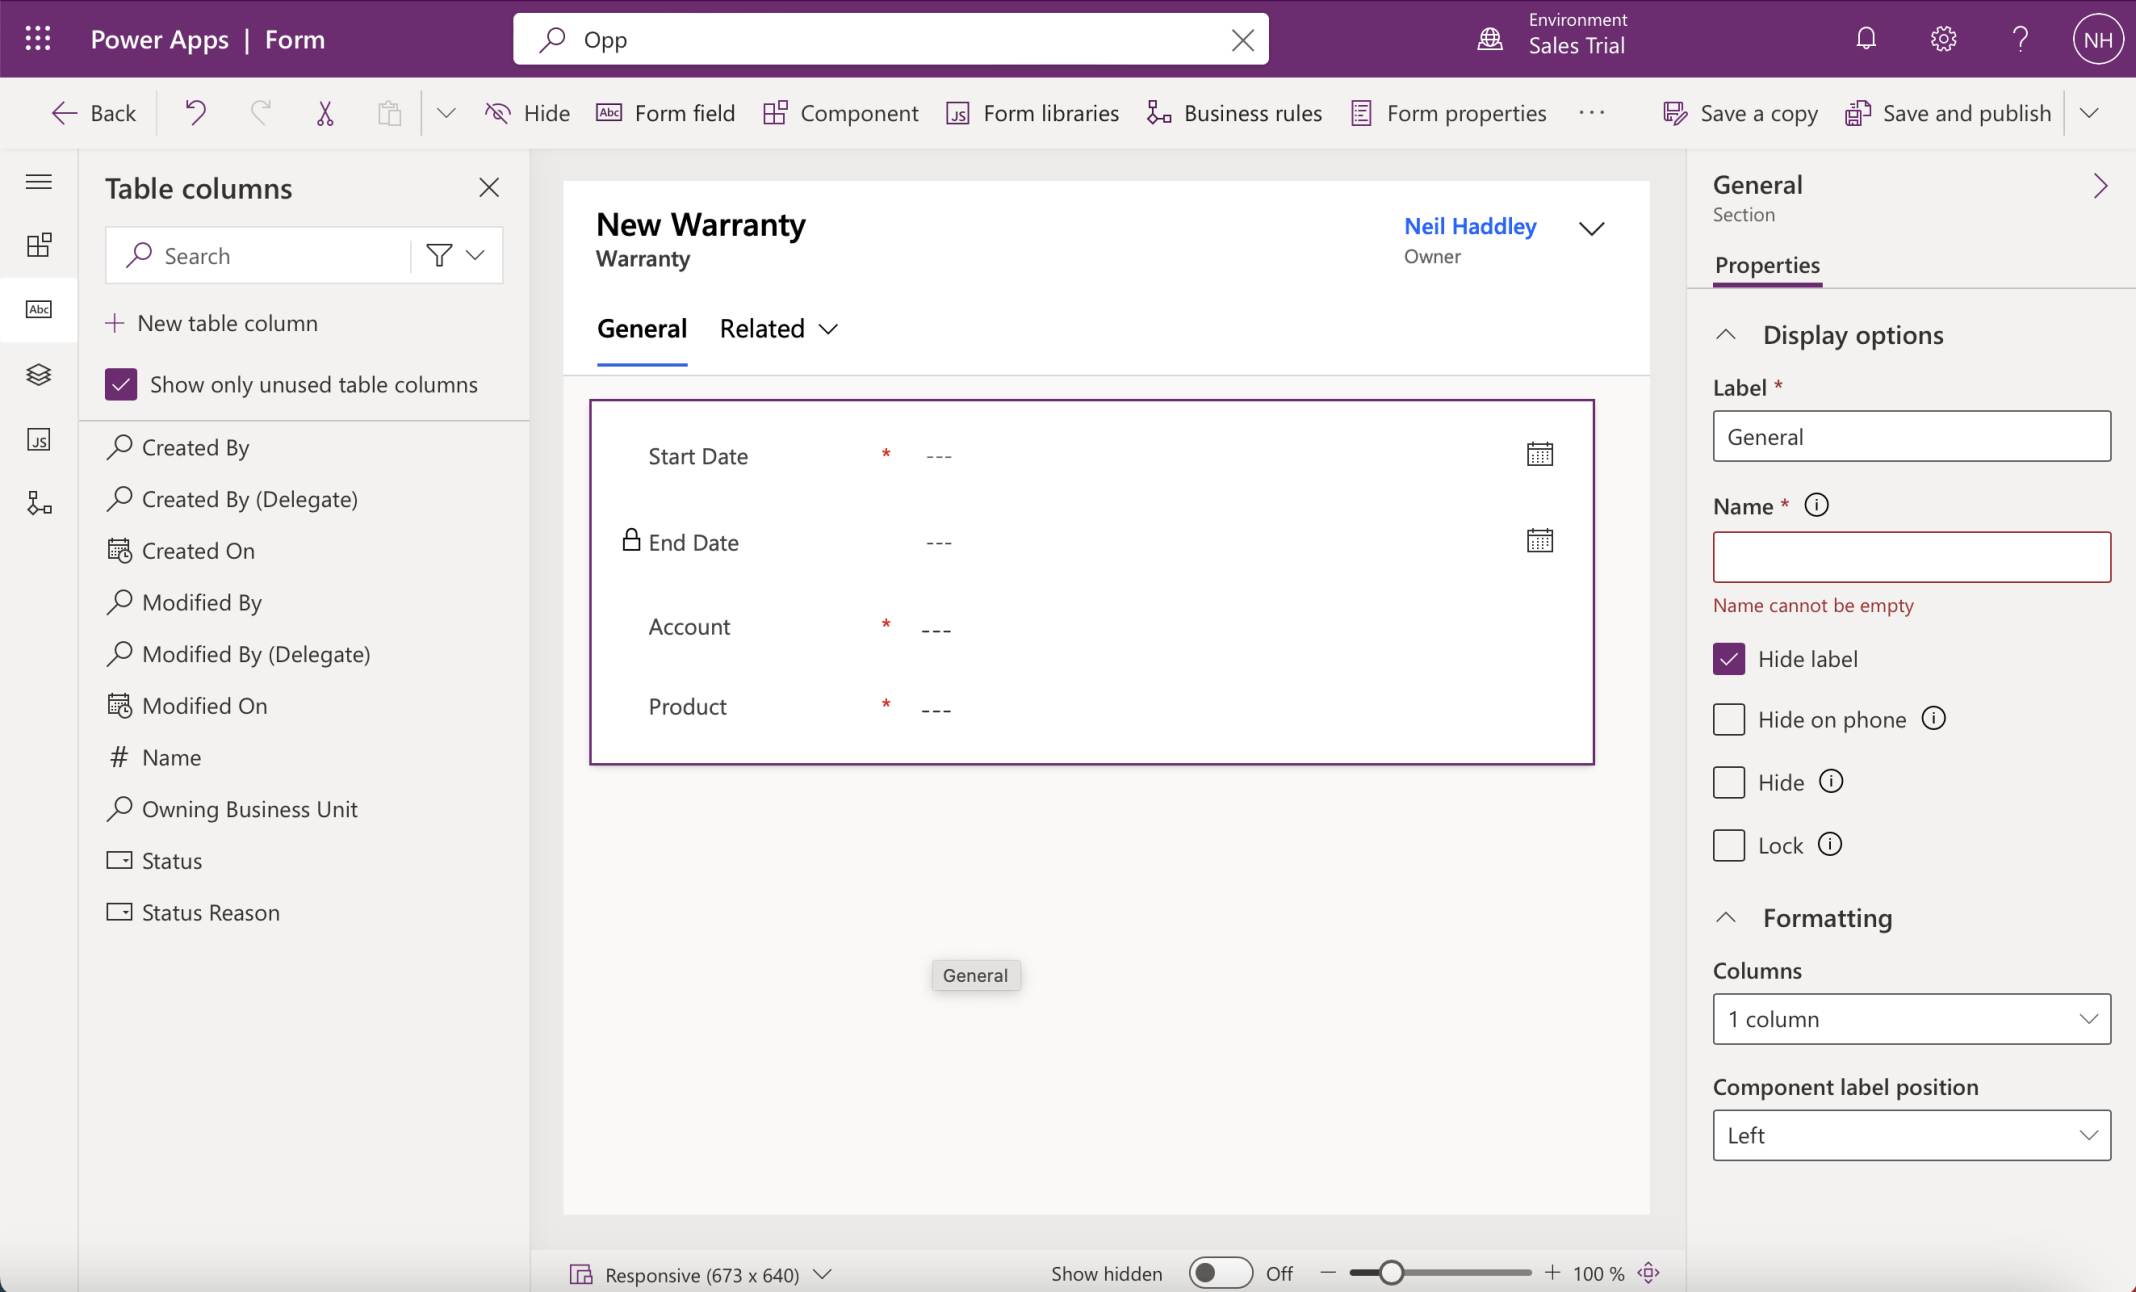 Power Apps | Form
Opp
Environment
Sales Trial
NH
Back
Hide
Abc Form field
Component
JS Form libraries
Business rules
Form properties
...
Save a copy
Save and publish
Table columns
Search
New table column
Show only unused table columns
Abc
JS
Created By
Created By (Delegate)
Created On
Modified By
Modified By (Delegate)
Modified On
# Name
Owning Business Unit
Status
Status Reason
New Warranty
Warranty
Neil Haddley
Owner
General Related
Start Date * ---
End Date ---
Account * ---
Product * ---
General
Responsive (673 x 640)
Show hidden Off
100 %
General
Section
Properties
Display options
Label *
General
Name *
Name cannot be empty
Hide label
Hide on phone
Hide
Lock
Formatting
Columns
1 column
Component label position
Left